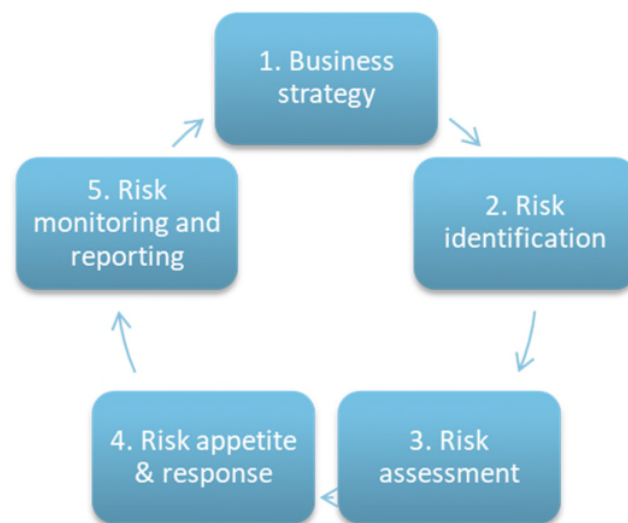 1. Business
strategy
2. Risk
identification
3. Risk
assessment
4. Risk appetite
& response
5. Risk
monitoring and
reporting